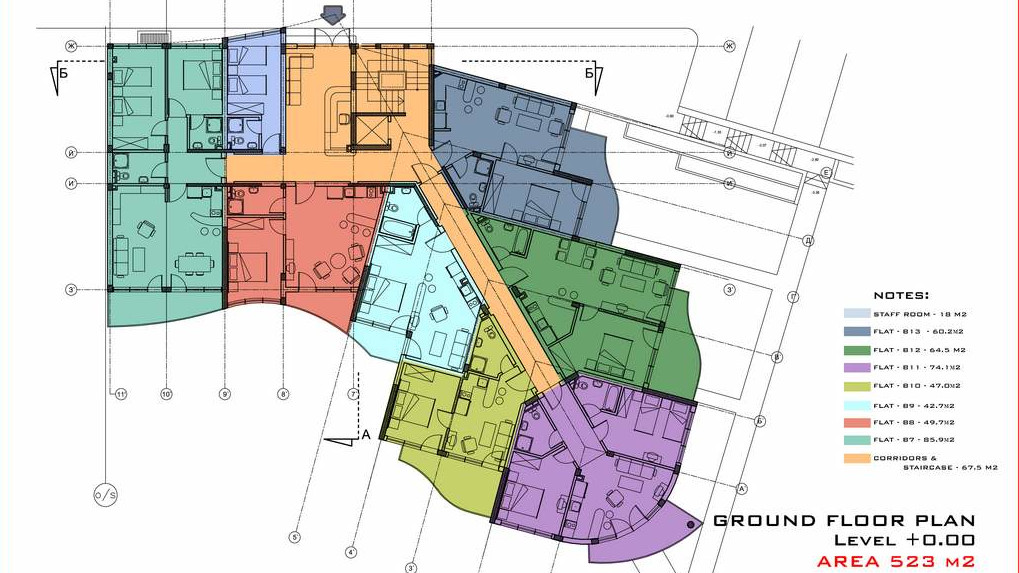 Ж
Ж
Б
Б
Й
Й
И
И
Е
Д
3'
3'
Г
В
11'
10'
9'
8'
7'
Б
А
А
O/S
5'
4'
3'
NOTES:
STAFF ROOM - 18 M2
FLAT - B13 - 60.2M2
FLAT - B12 - 64.5 M2
FLAT - B11 - 74.1M2
FLAT - B10 - 47.0M2
FLAT - B9 - 42.7M2
FLAT - B8 - 49.7M2
FLAT - B7 - 85.9M2
CORRIDORS &
STAIRCASE - 67.5 M2
GROUND FLOOR PLAN
LEVEL +0.00
AREA 523 M2